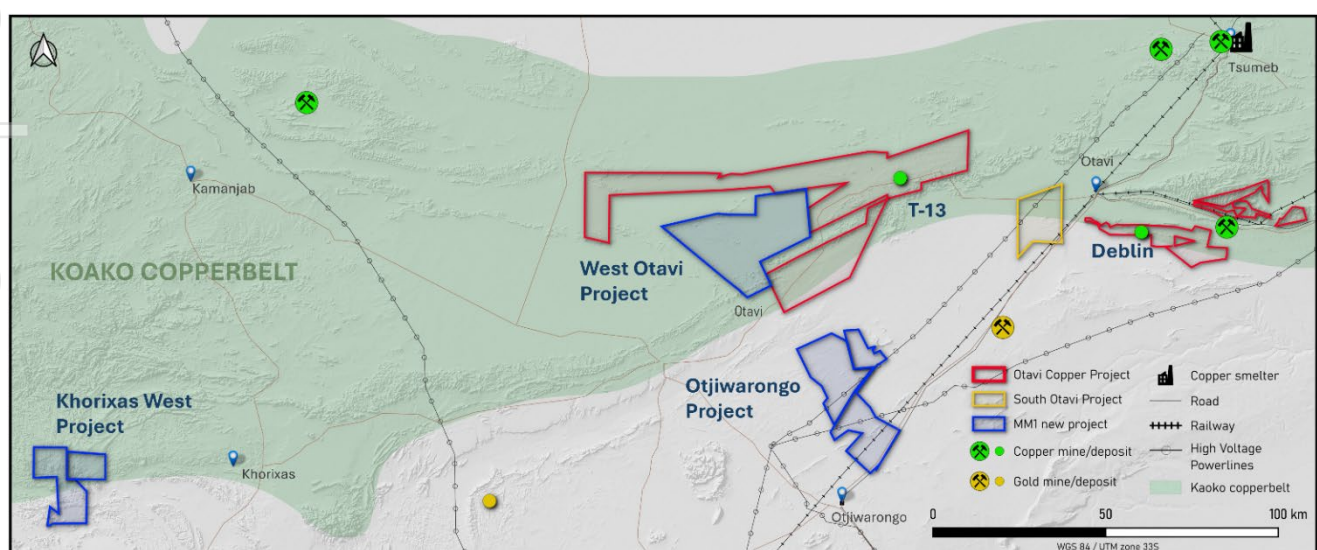 Tsumeb
Otavi
Kamanjab
T-13
Deblin
KOAKO COPPERBELT
West Otavi
Project
Otavi
Otjiwarongo
Project
Khorixas West
Project
Khorixas
Otjiwarongo
Otavi Copper Project
South Otavi Project
MM1 new project
Copper mine/deposit
Gold mine/deposit
Copper smelter
Road
Railway
High Voltage
Powerlines
Kaoko copperbelt
0 50 100 km
WGS 84 / UTM zone 33S